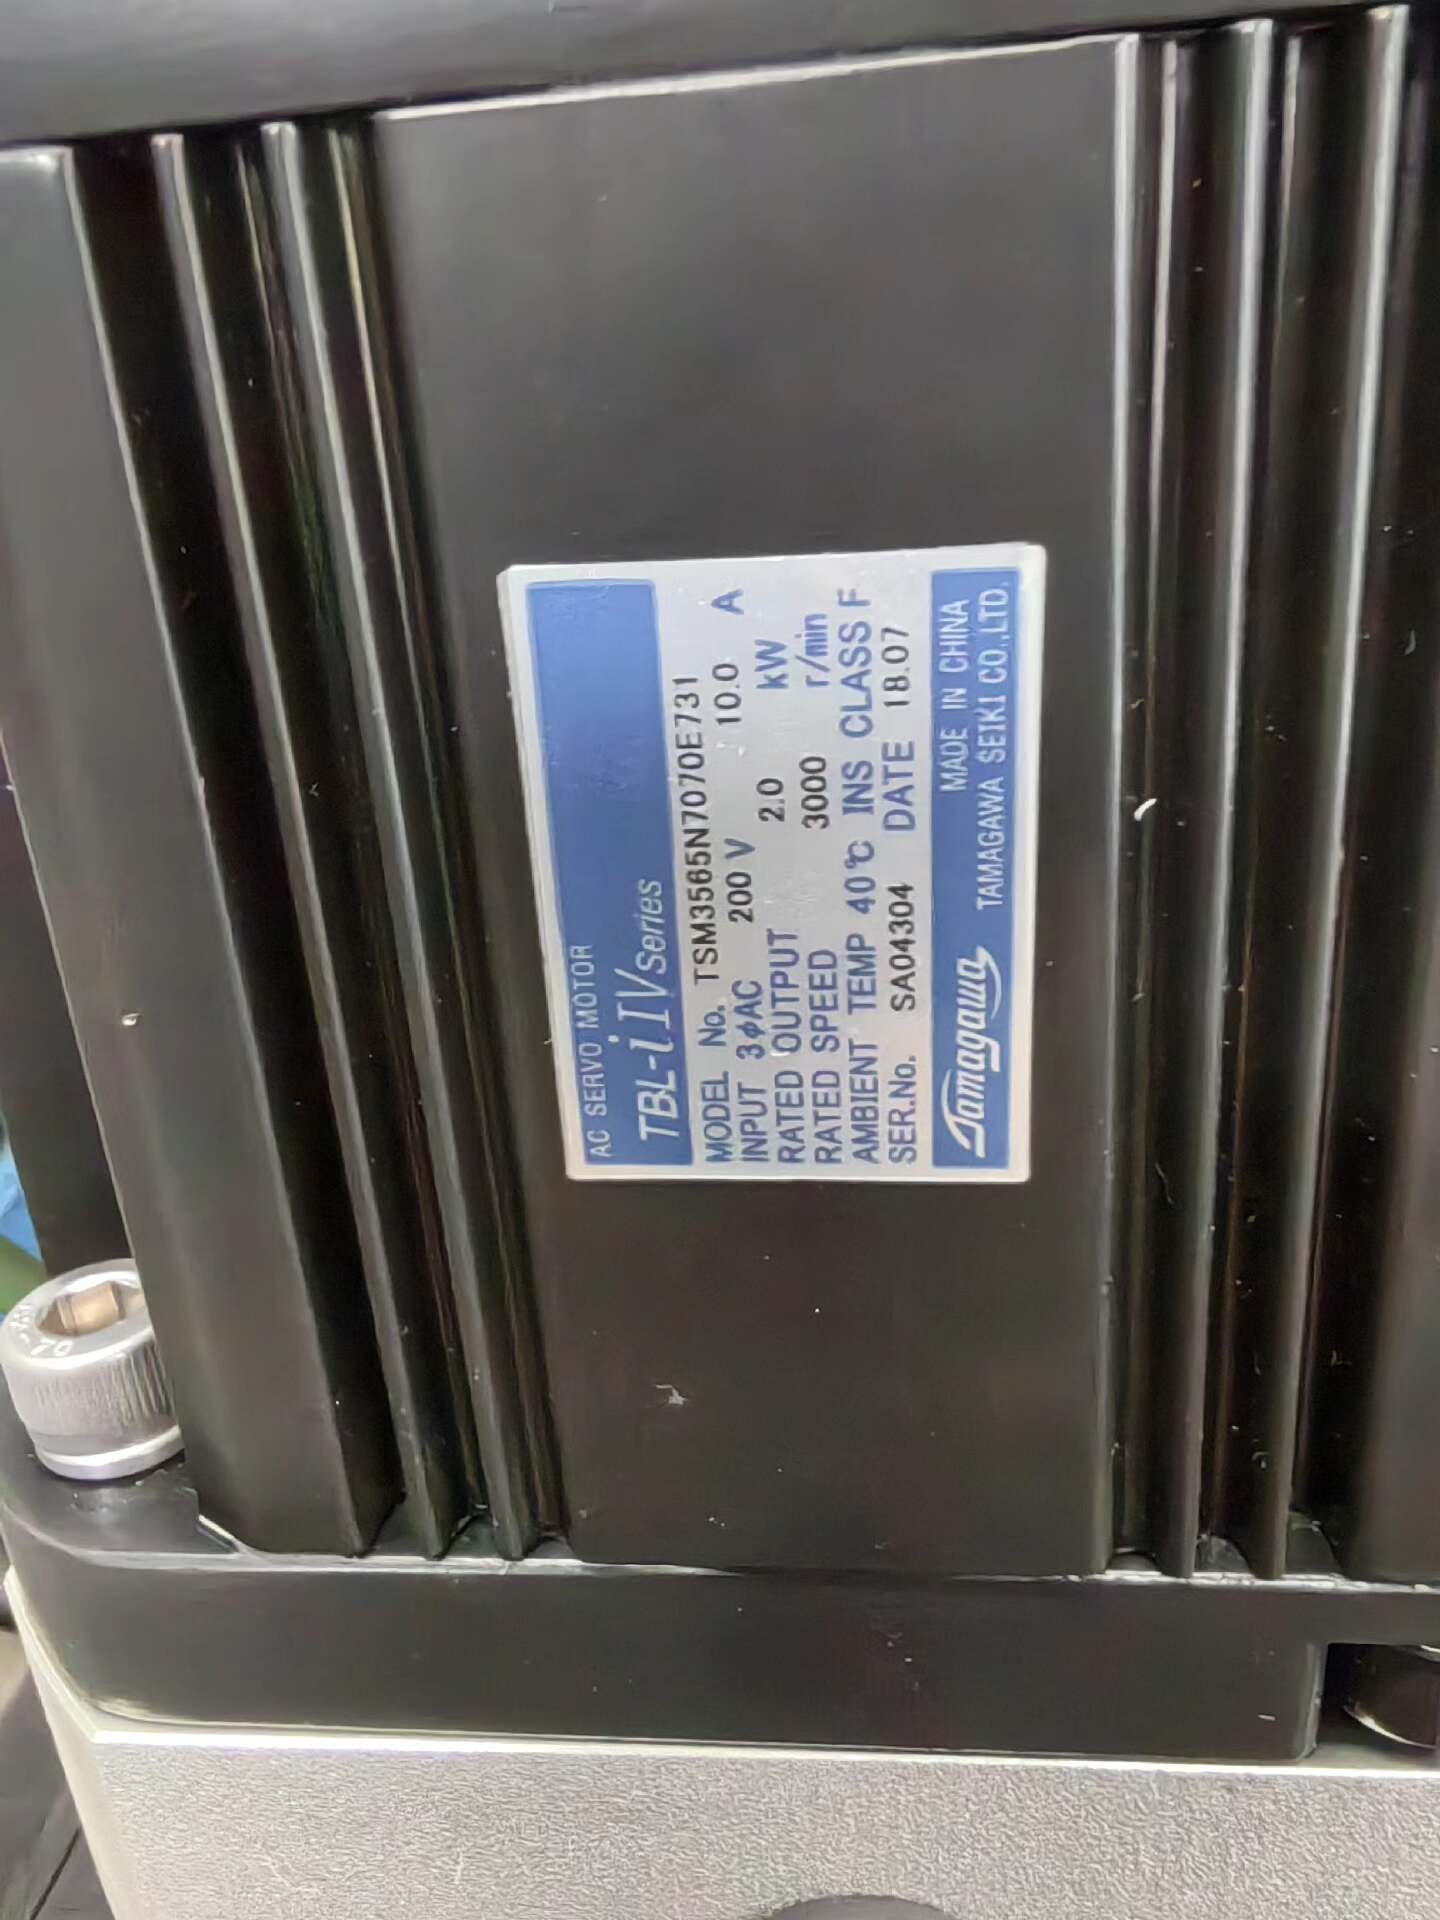 AC SERVO MOTOR
TBL-iIV Series
MODEL No. TSM3565N7070E731
INPUT 3φAC 200 V 10.0 A
RATED OUTPUT 2.0 kW
RATED SPEED 3000 r/min
AMBIENT TEMP 40℃ INS CLASS F
SER.No. SA04304 DATE 18.07
Tamagawa
MADE IN CHINA
TAMAGAWA SEIKI CO.,LTD.